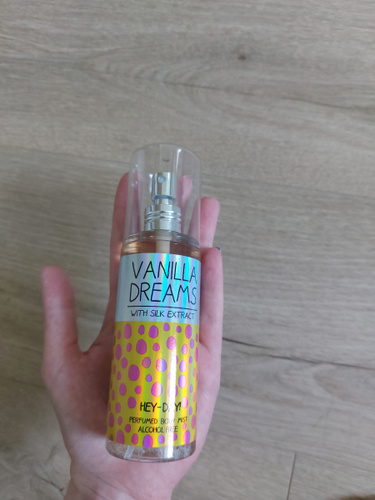 VANILLA
DREAMS
WITH SILK EXTRACT
HEY-DAY!
PERFUMED BODY MIST
ALCOHOL FREE